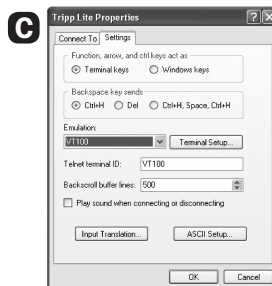 C
Tripp Lite Properties
Connect To Settings
Function, arrow, and ctrl keys act as
Terminal keys Windows keys
Backspace key sends
Ctrl+H Del Ctrl+H, Space, Ctrl+H
Emulation:
VT100 Terminal Setup...
Telnet terminal ID: VT100
Backscroll buffer lines: 500
Play sound when connecting or disconnecting
Input Translation... ASCII Setup...
OK Cancel